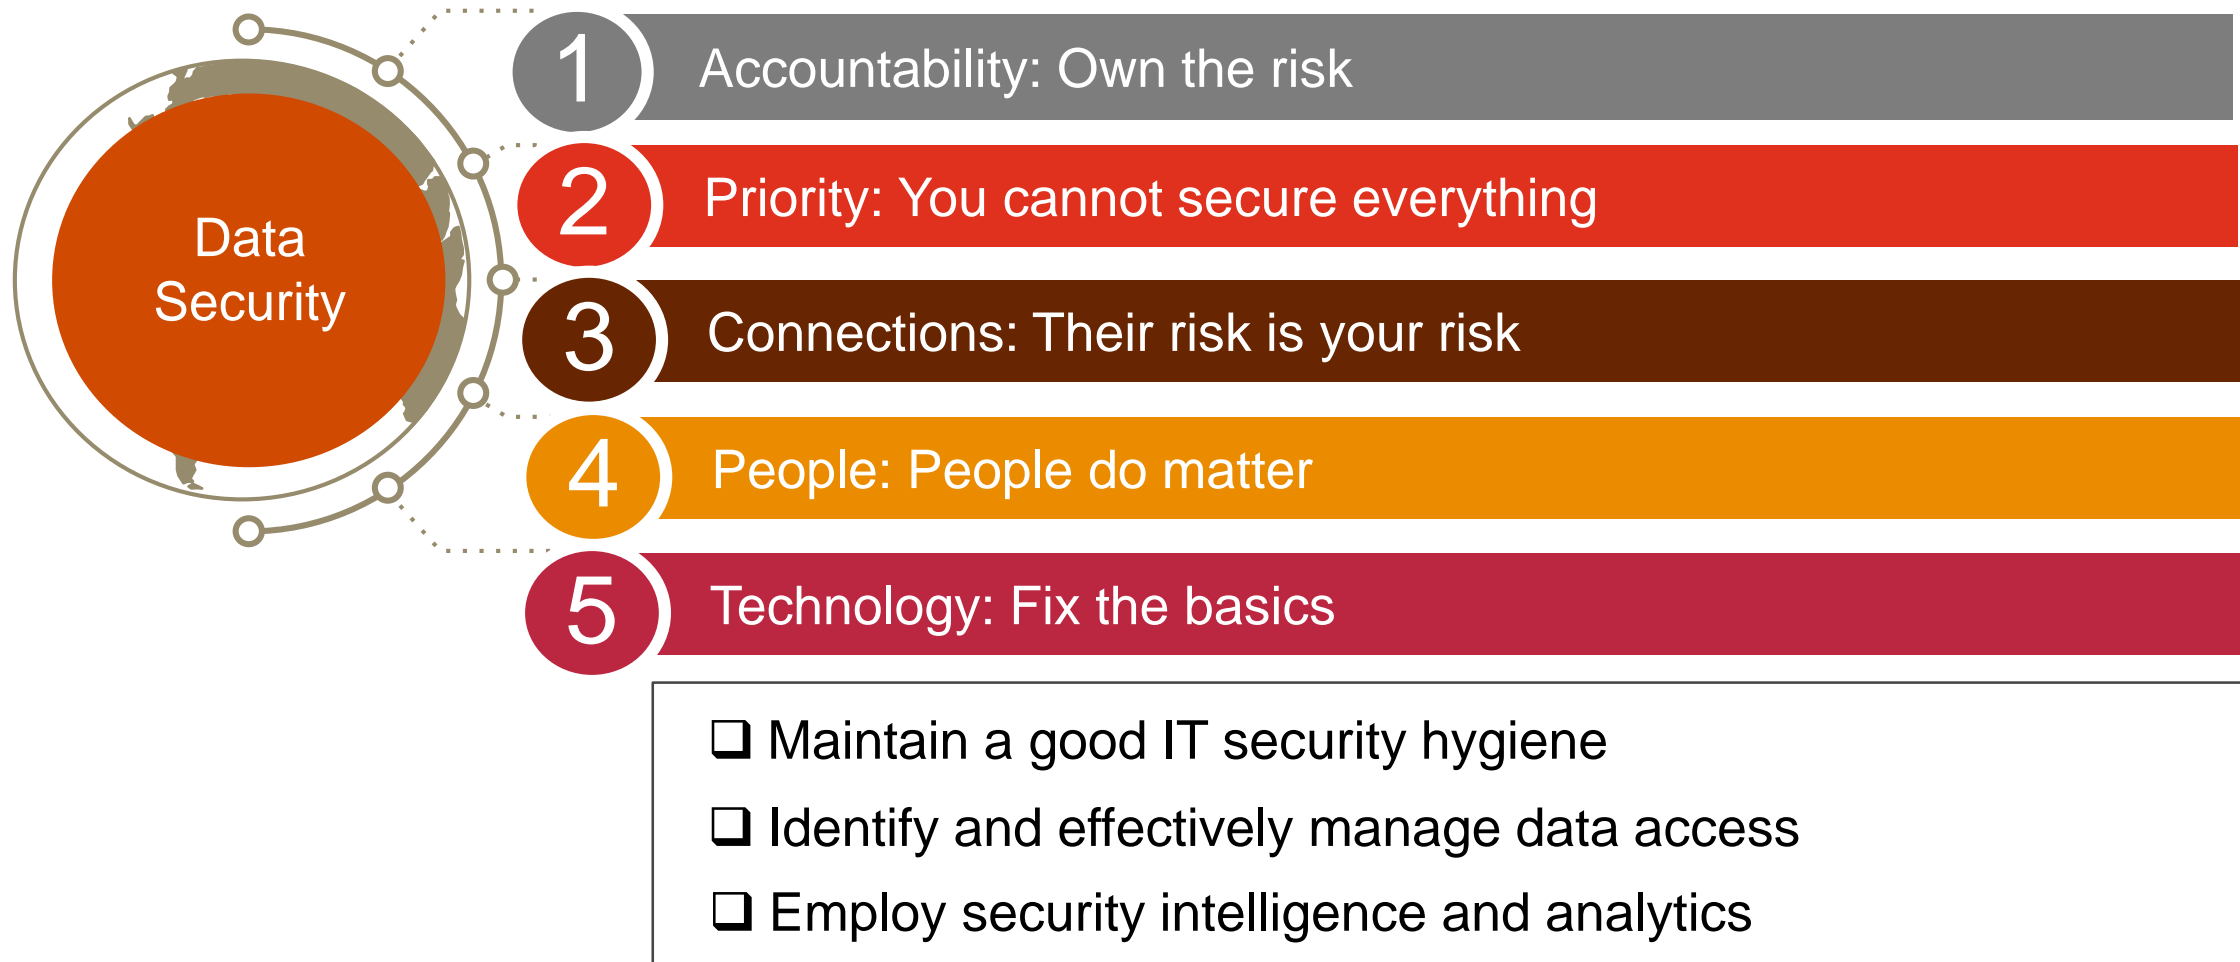 Data
Security
1
Accountability: Own the risk
2
Priority: You cannot secure everything
3
Connections: Their risk is your risk
4
People: People do matter
5
Technology: Fix the basics
❑ Maintain a good IT security hygiene
❑ Identify and effectively manage data access
❑ Employ security intelligence and analytics